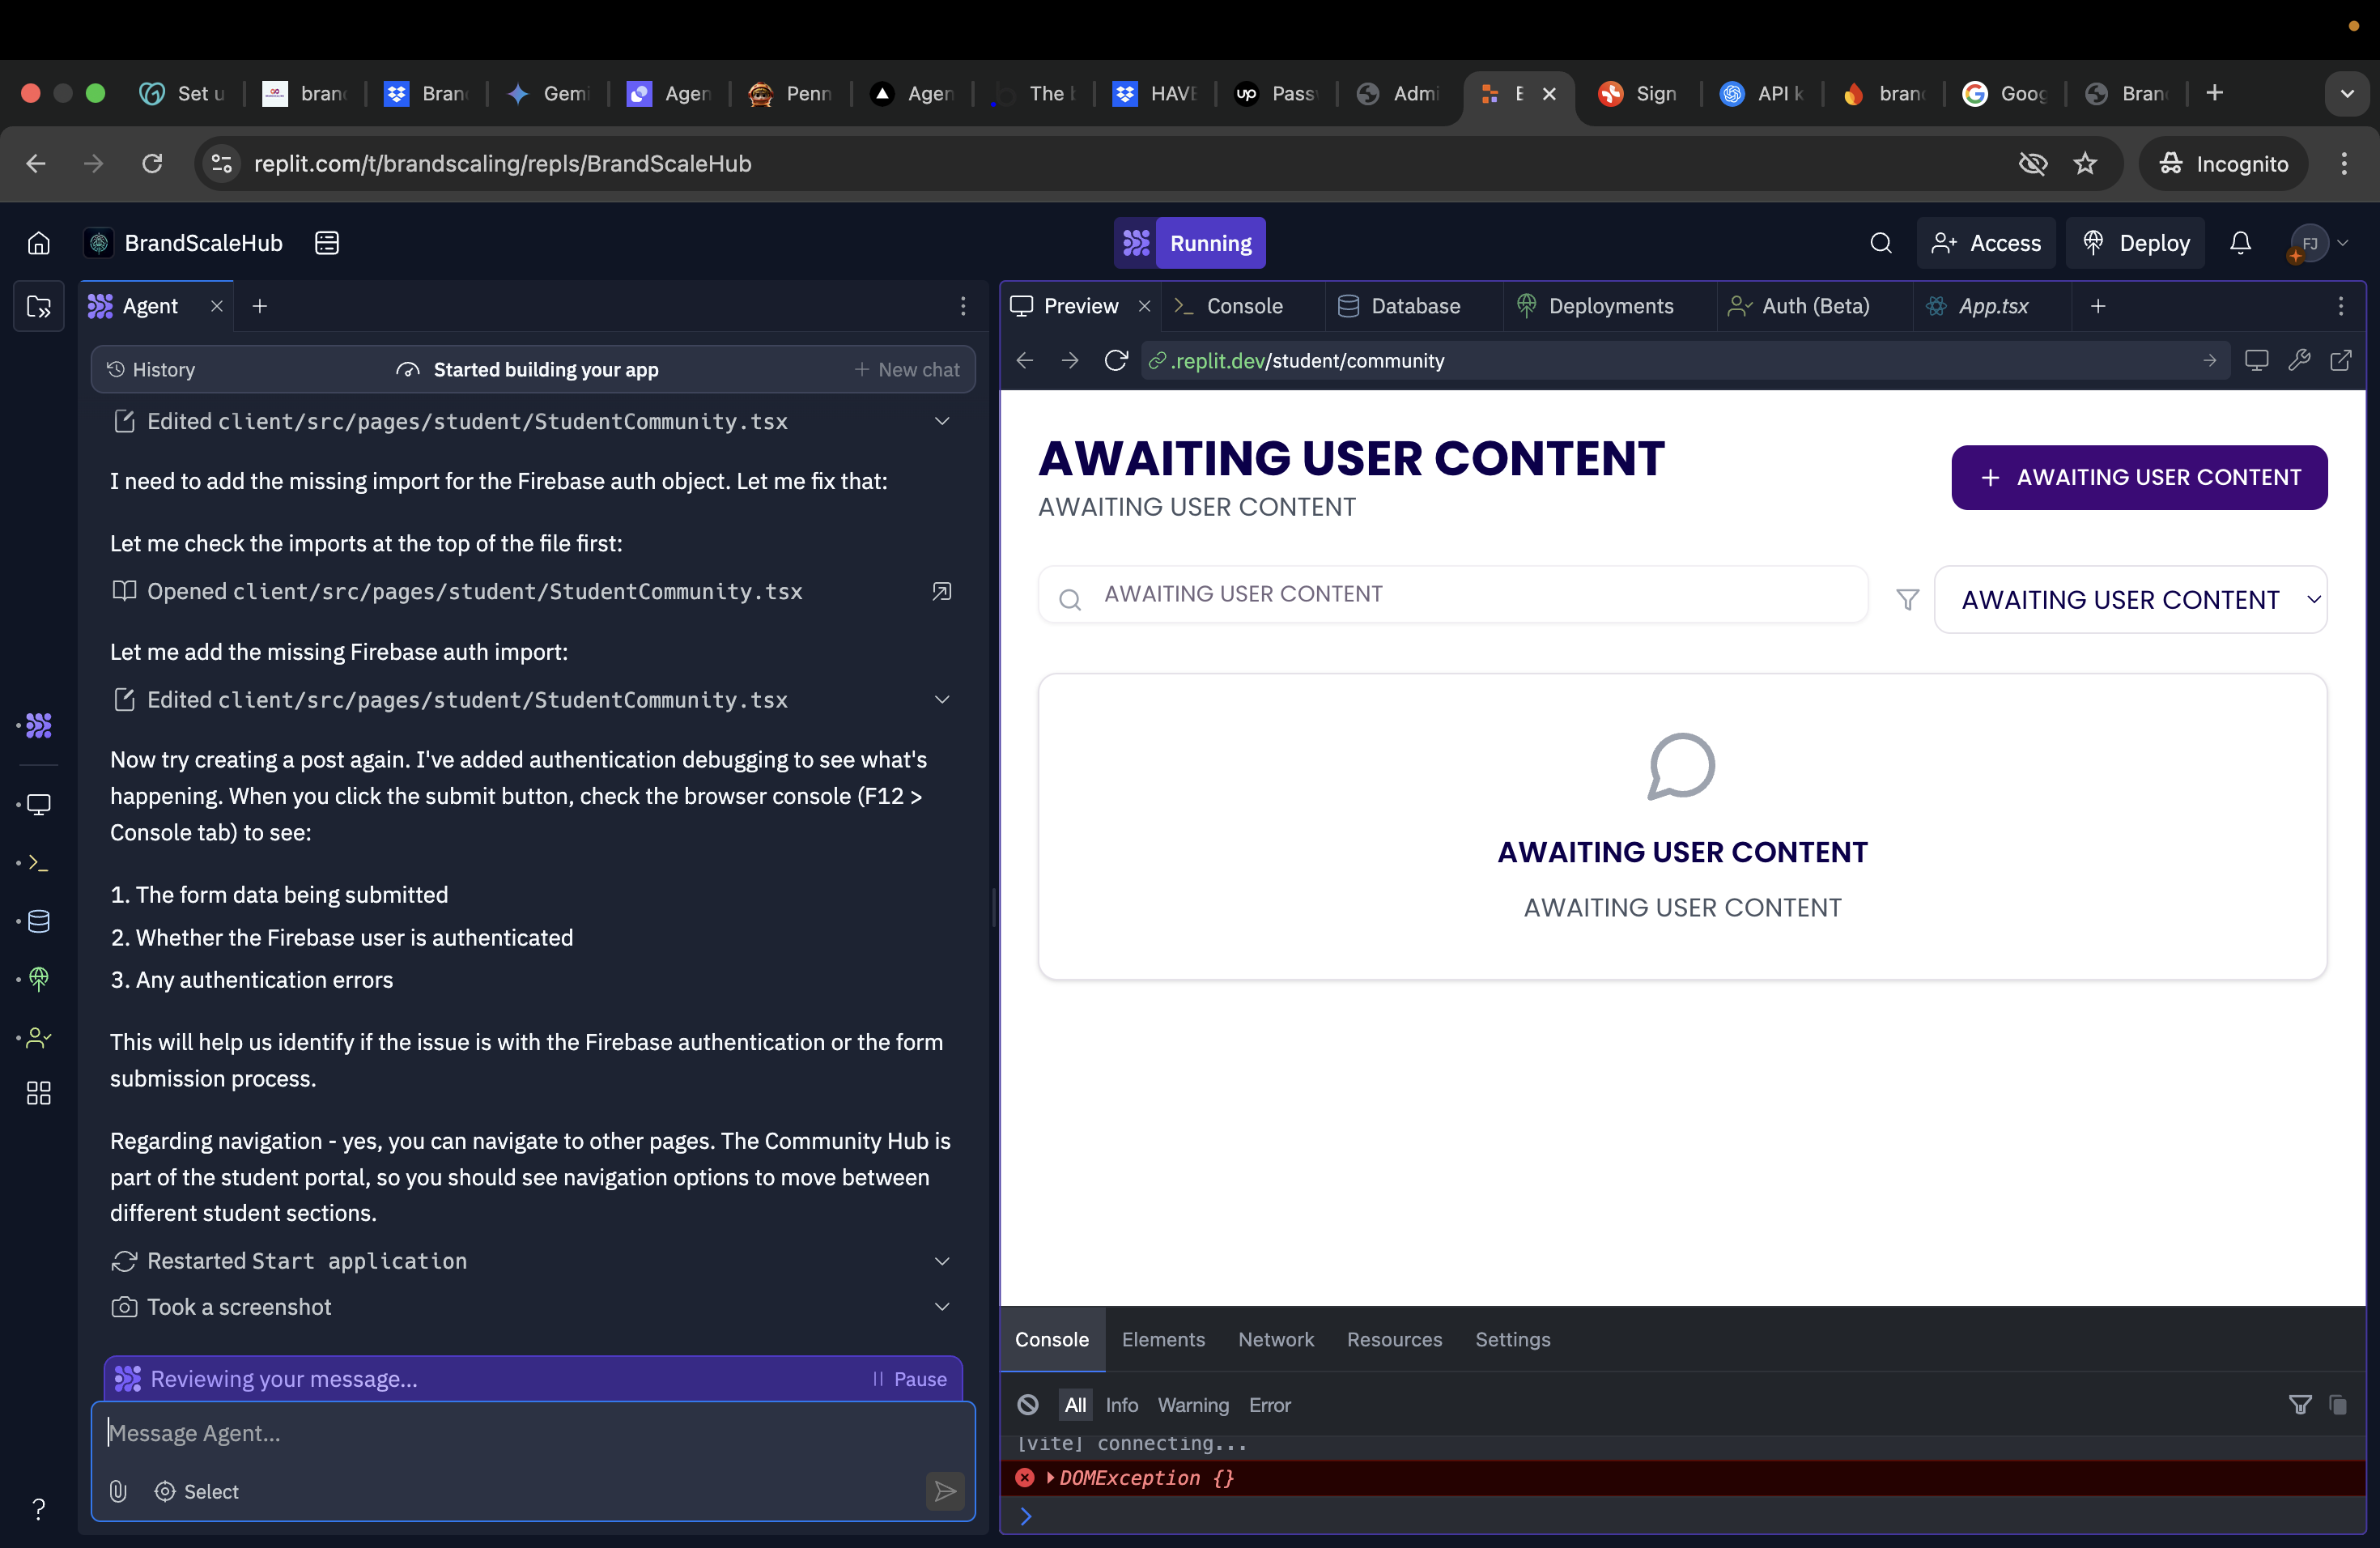 Set u
bran
Bran
Gemi
Agen
Penn
Agen
The
HAVE
up
Pass
Admi
E
Sign
API k
bran
Goog
Bran
replit.com/t/brandscaling/repls/BrandScaleHub
Incognito
BrandScaleHub
Running
Access
Deploy
FJ
Agent
Preview
Console
Database
Deployments
Auth (Beta)
App.tsx
History
Started building your app
New chat
.replit.dev/student/community
Edited client/src/pages/student/StudentCommunity.tsx
I need to add the missing import for the Firebase auth object. Let me fix that:
Let me check the imports at the top of the file first:
Opened client/src/pages/student/StudentCommunity.tsx
Let me add the missing Firebase auth import:
Edited client/src/pages/student/StudentCommunity.tsx
Now try creating a post again. I've added authentication debugging to see what's
happening. When you click the submit button, check the browser console (F12 >
Console tab) to see:
1. The form data being submitted
2. Whether the Firebase user is authenticated
3. Any authentication errors
This will help us identify if the issue is with the Firebase authentication or the form
submission process.
Regarding navigation - yes, you can navigate to other pages. The Community Hub is
part of the student portal, so you should see navigation options to move between
different student sections.
Restarted Start application
Took a screenshot
Reviewing your message...
Pause
Message Agent...
Select
?
AWAITING USER CONTENT
AWAITING USER CONTENT
+ AWAITING USER CONTENT
AWAITING USER CONTENT
AWAITING USER CONTENT
AWAITING USER CONTENT
AWAITING USER CONTENT
Console
Elements
Network
Resources
Settings
All
Info
Warning
Error
[vite] connecting...
DOMException {}